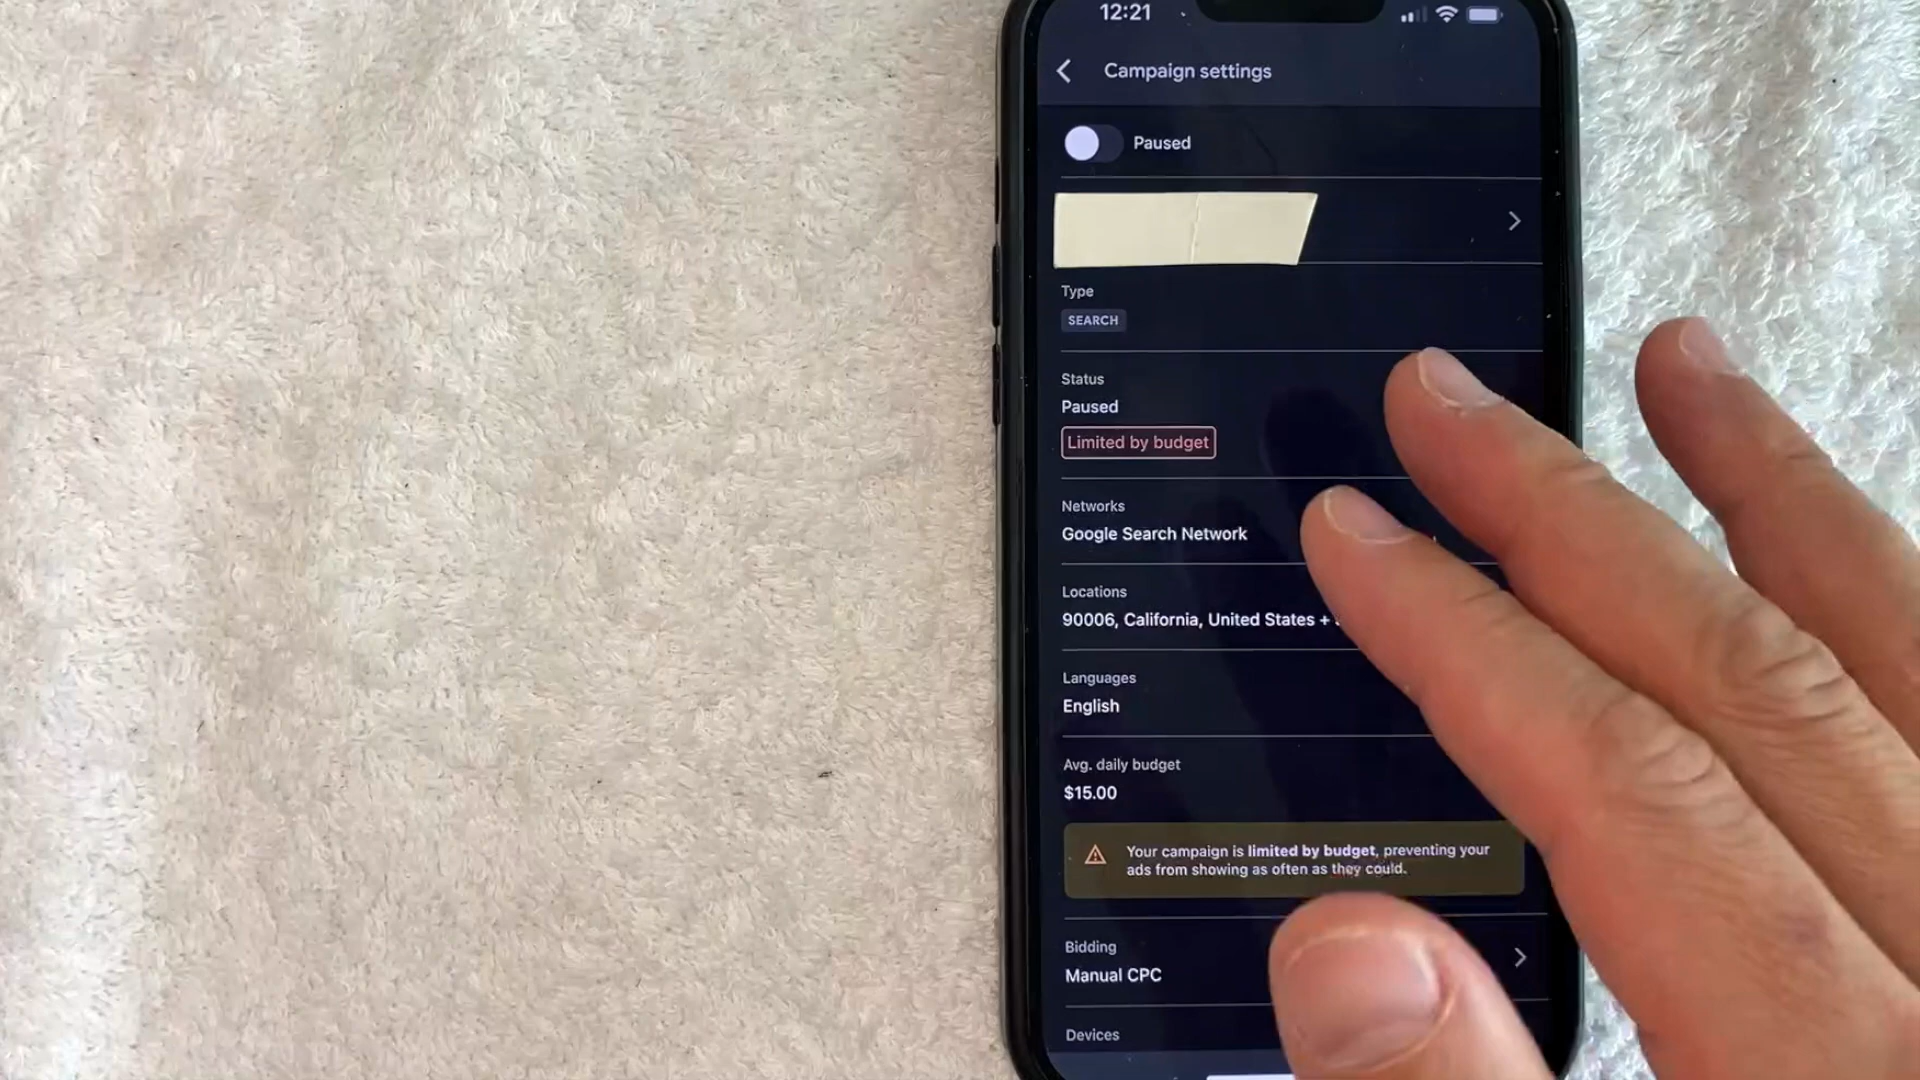 12:21
Campaign settings
Paused
Type
SEARCH
Status
Paused
Limited by budget
Networks
Google Search Network
Locations
90006, California, United States +
Languages
English
Avg. daily budget
$15.00
Your campaign is limited by budget, preventing your
ads from showing as often as they could.
Bidding
Manual CPC
Devices